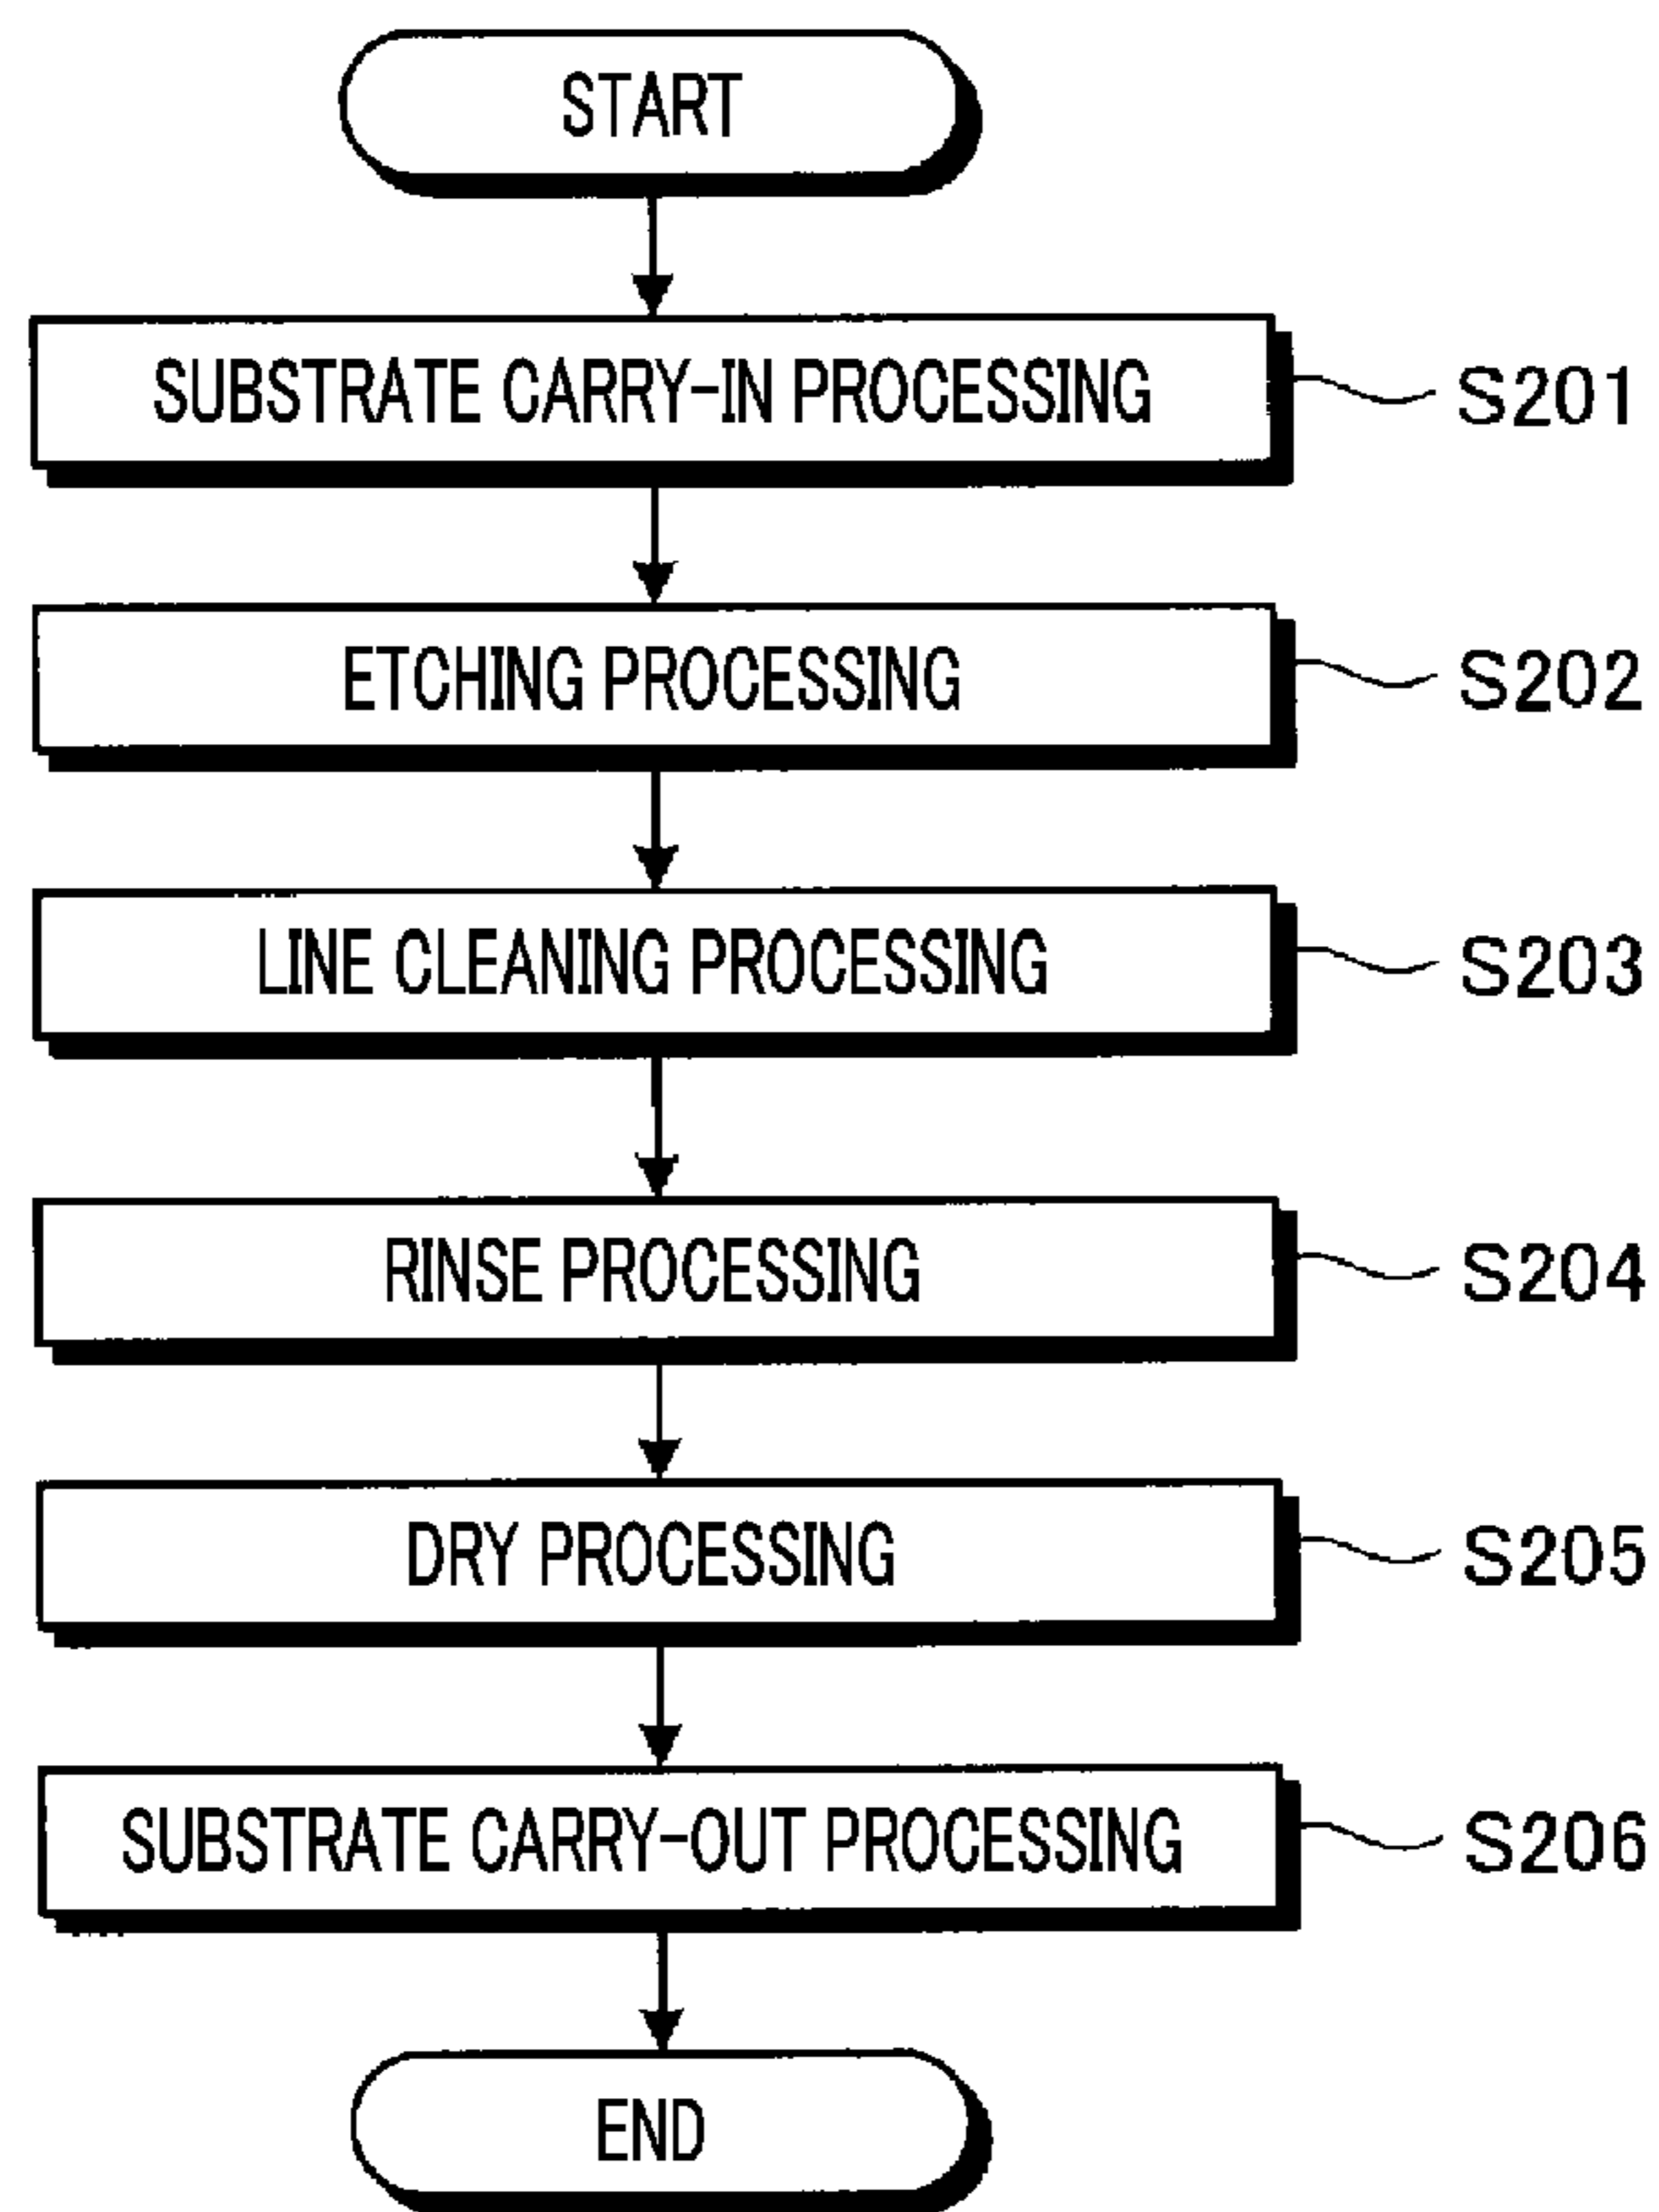 START
SUBSTRATE CARRY-IN PROCESSING S201
ETCHING PROCESSING S202
LINE CLEANING PROCESSING S203
RINSE PROCESSING S204
DRY PROCESSING S205
SUBSTRATE CARRY-OUT PROCESSING S206
END